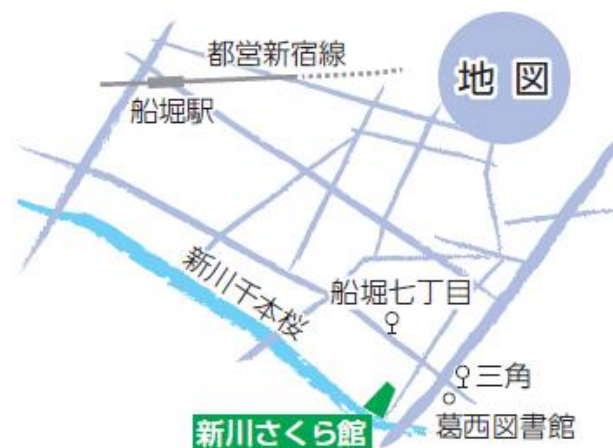 都営新宿線
地図
船堀駅
新川千本桜
船堀七丁目
三角
葛西図書館
新川さくら館